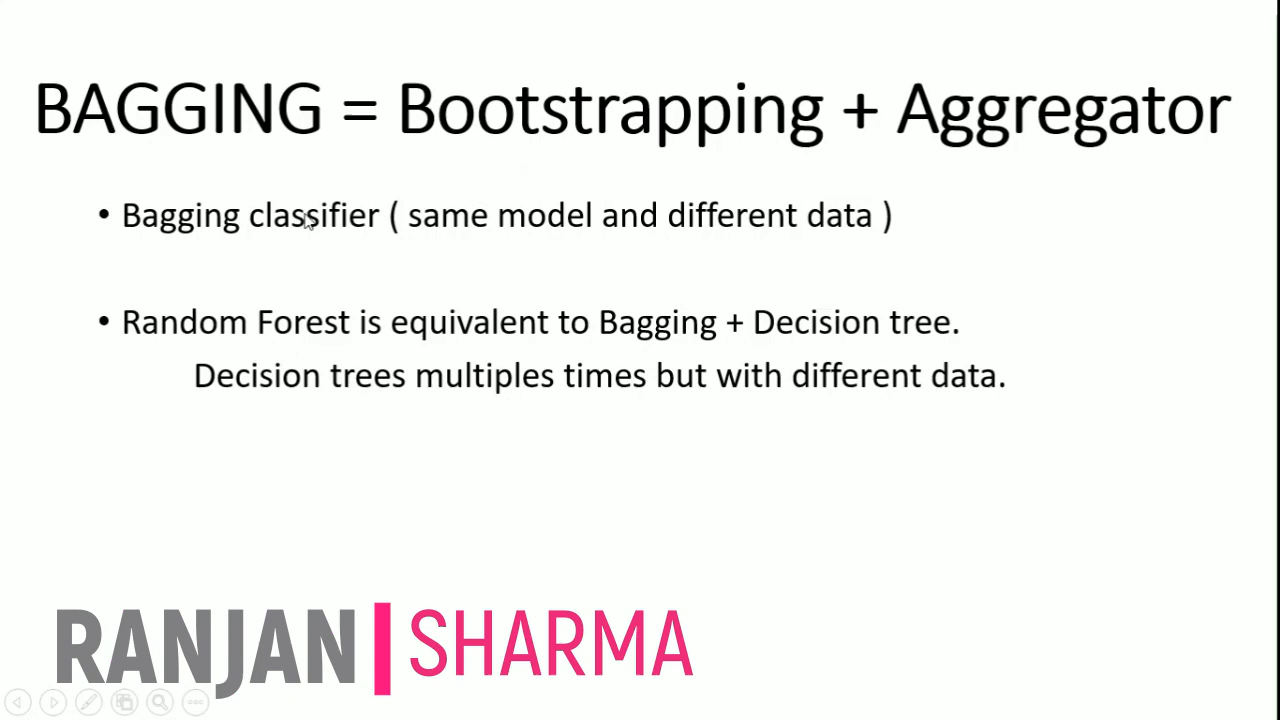 BAGGING = Bootstrapping + Aggregator
• Bagging classifier ( same model and different data )
• Random Forest is equivalent to Bagging + Decision tree.
Decision trees multiples times but with different data.
RANJAN | SHARMA